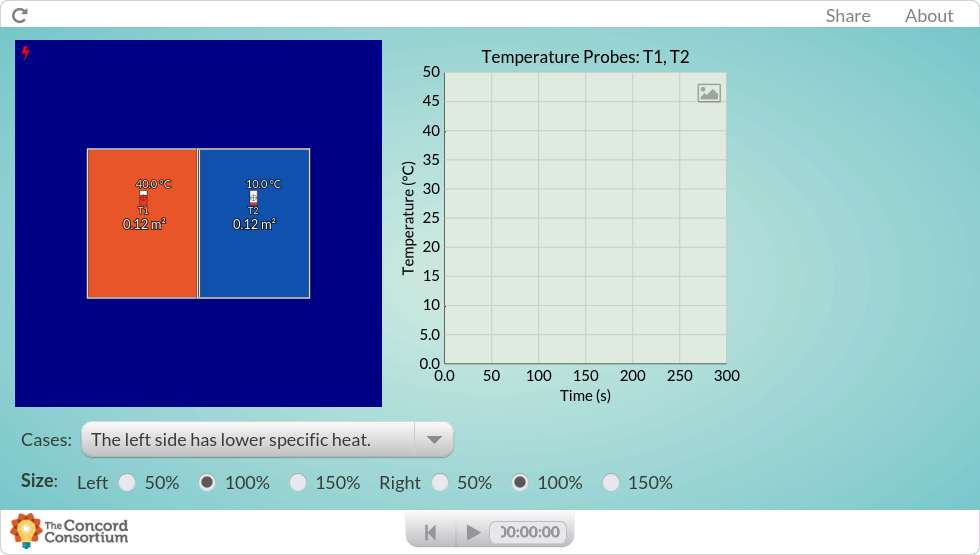 Share About
40.0 °C
T1
0.12 m²
10.0 °C
T2
0.12 m²
Temperature Probes: T1, T2
Temperature (°C)
50
45
40
35
30
25
20
15
10
5.0
0.0
0.0 50 100 150 200 250 300
Time (s)
Cases: The left side has lower specific heat.
Size: Left 50% 100% 150% Right 50% 100% 150%
The Concord
Consortium
00:00:00